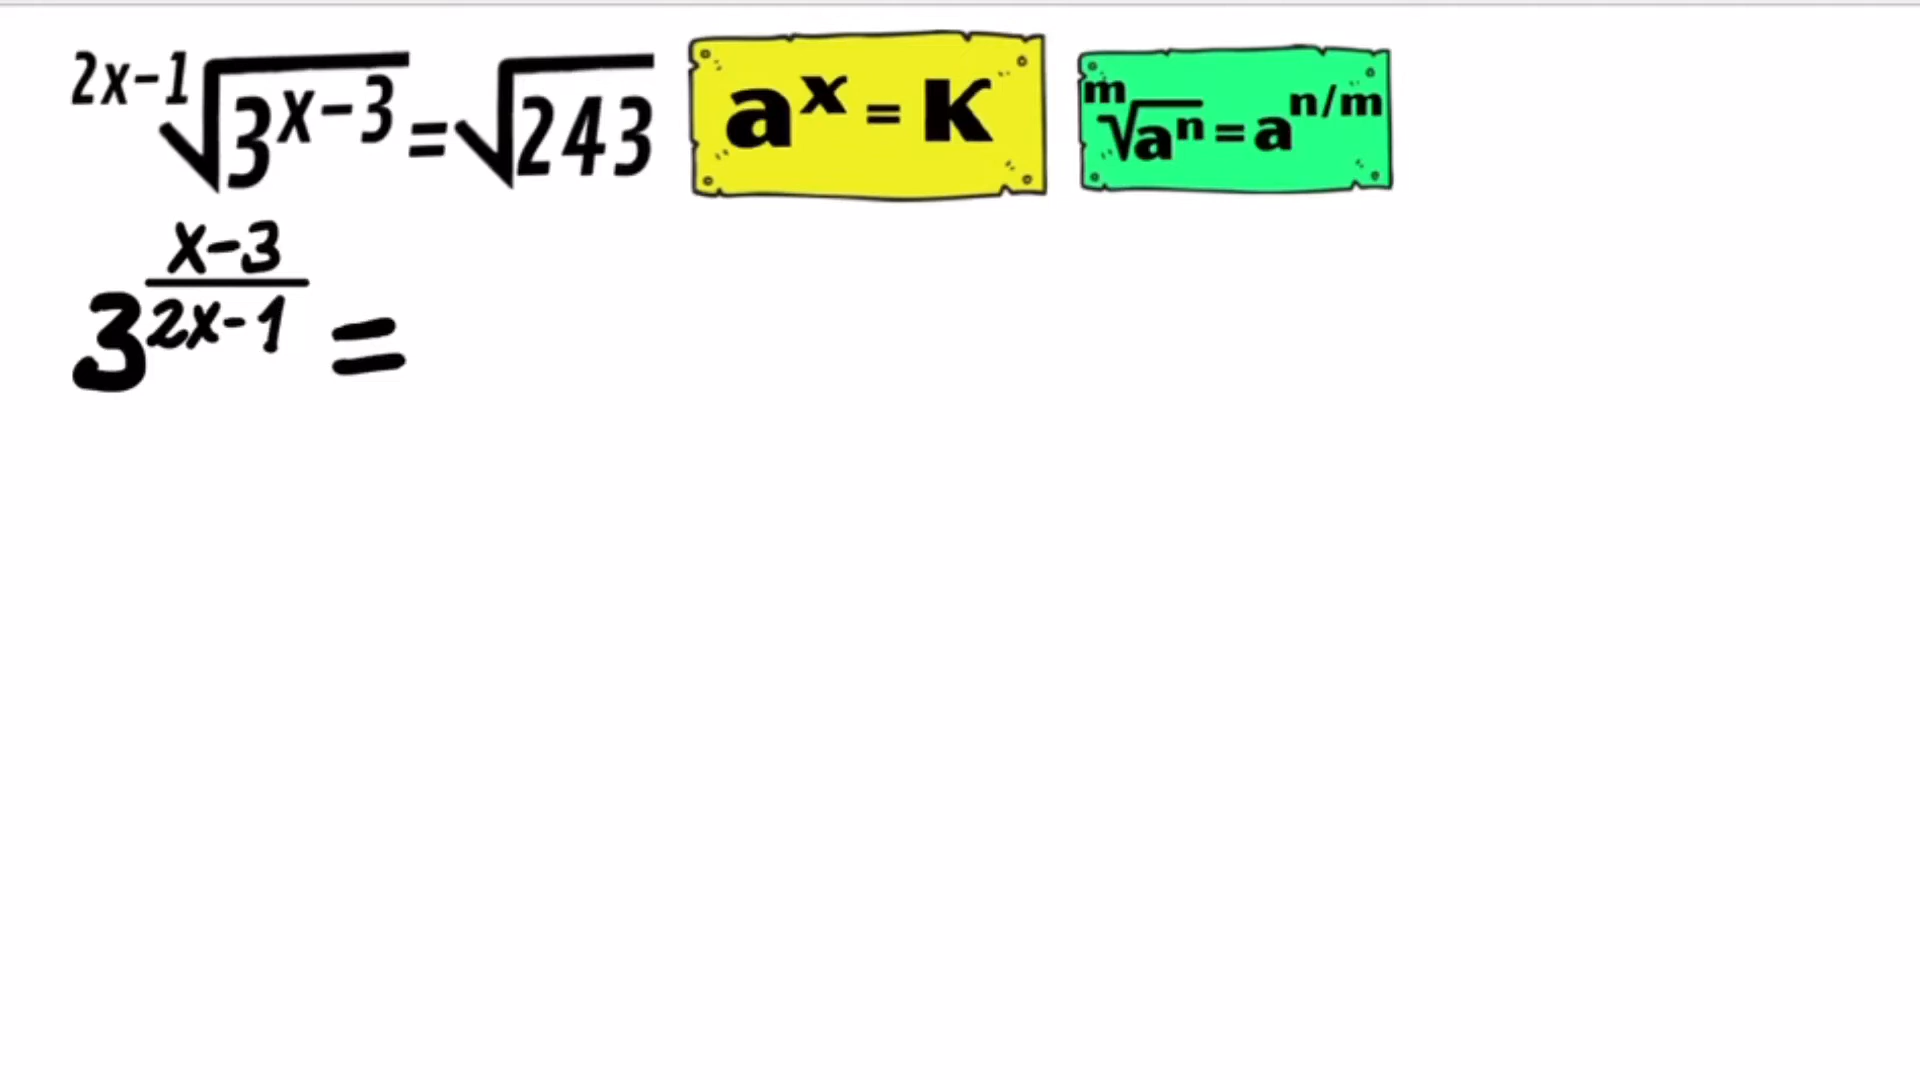 2x-1√3^x-3 = √243
a^x = K
m√a^n = a^n/m
3^x-3/2x-1 =